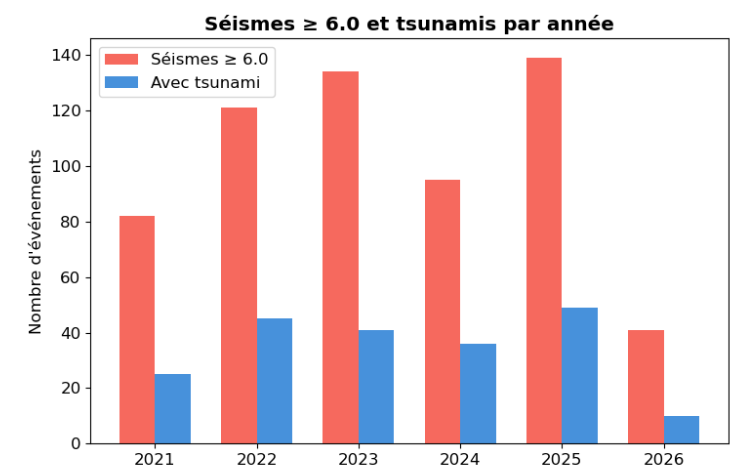 Séismes ≥ 6.0 et tsunamis par année
Séismes ≥ 6.0
Avec tsunami
Nombre d'événements
140
120
100
80
60
40
20
0
2021 2022 2023 2024 2025 2026